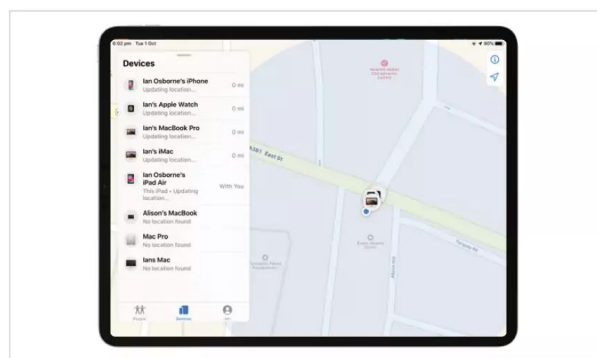 6:02 pm Tue 1 Oct
80%
Devices
Ian Osborne's iPhone
Updating location...
0 mi
Ian's Apple Watch
Updating location...
0 mi
Ian's MacBook Pro
Updating location...
0 mi
Ian's iMac
Updating location...
0 mi
Ian Osborne's
iPad Air
This iPad • Updating
location...
With You
Alison's MacBook
No location found
Mac Pro
No location found
Ians Mac
No location found
People
Devices
Me
East St